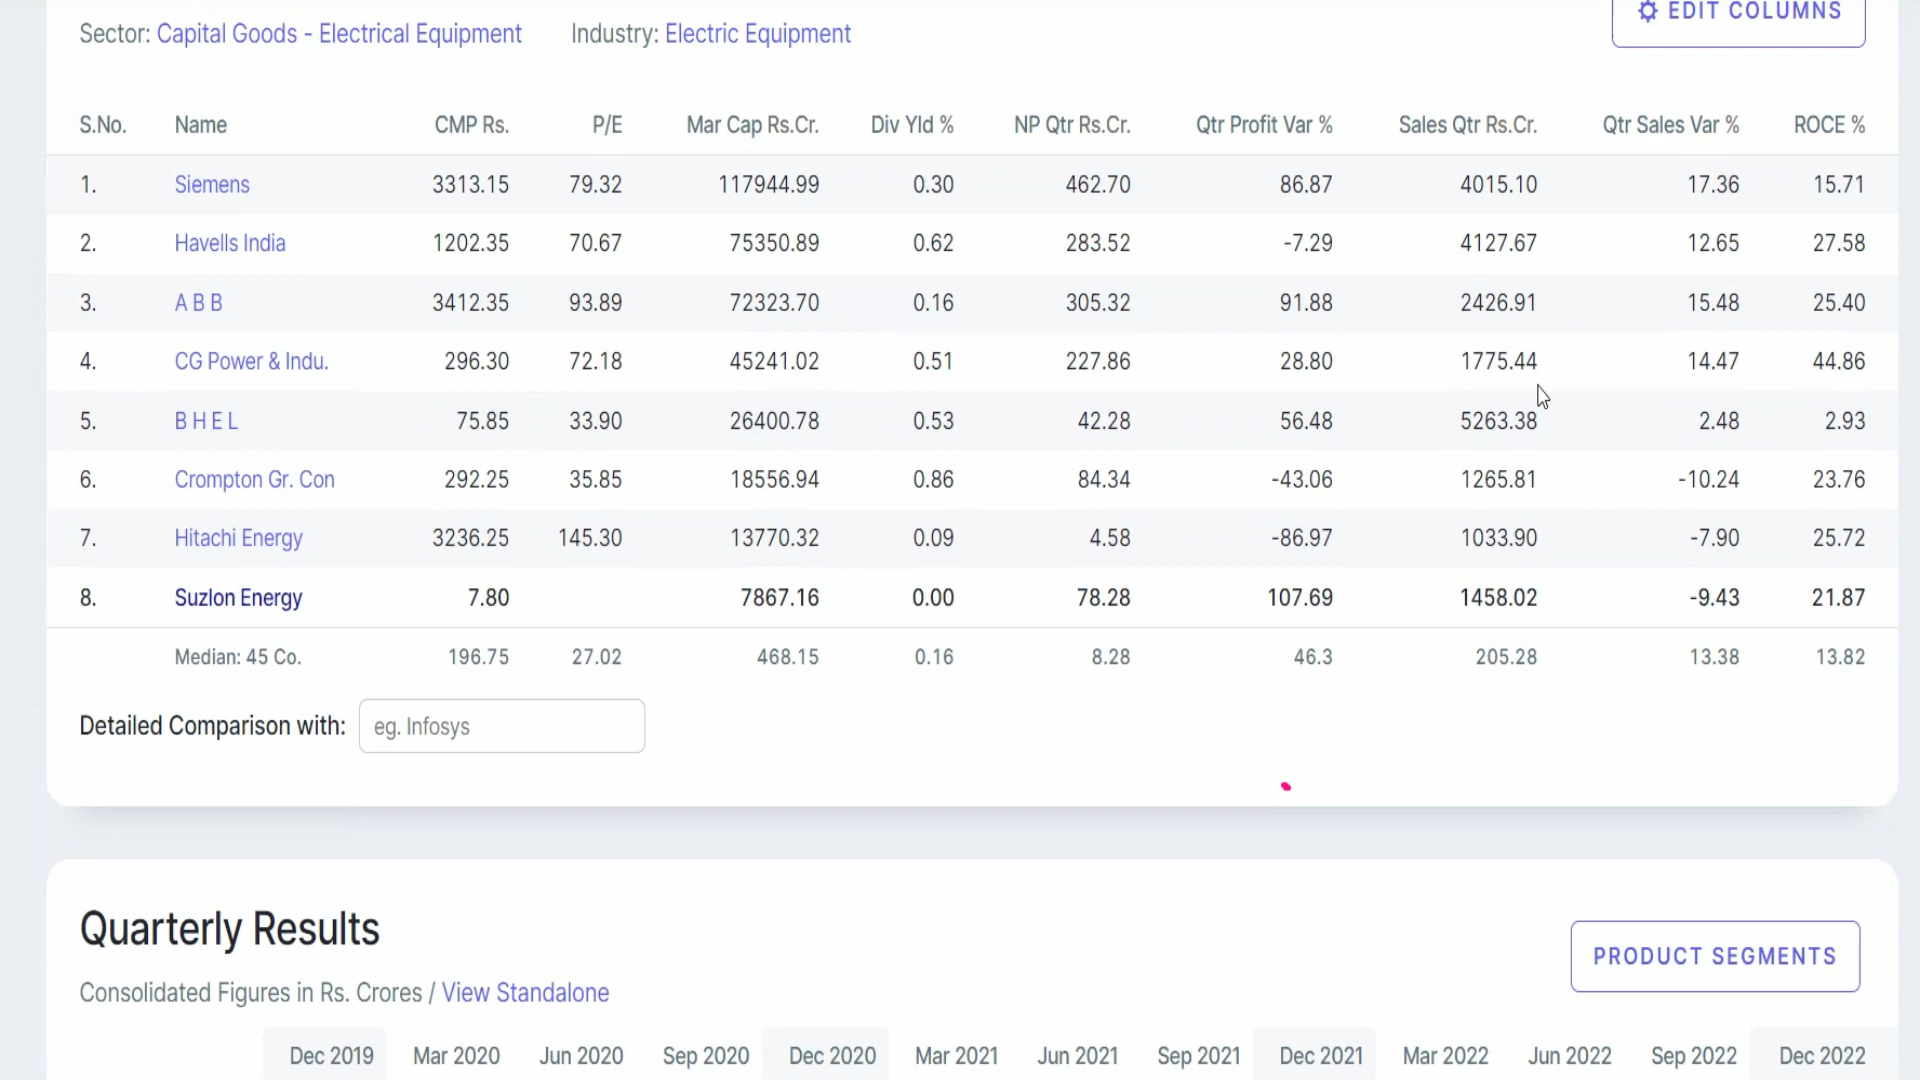 Sector: Capital Goods - Electrical Equipment Industry: Electric Equipment EDIT COLUMNS
S.No. Name CMP Rs. P/E Mar Cap Rs.Cr. Div Yld % NP Qtr Rs.Cr. Qtr Profit Var % Sales Qtr Rs.Cr. Qtr Sales Var % ROCE %
1. Siemens 3313.15 79.32 117944.99 0.30 462.70 86.87 4015.10 17.36 15.71
2. Havells India 1202.35 70.67 75350.89 0.62 283.52 -7.29 4127.67 12.65 27.58
3. A B B 3412.35 93.89 72323.70 0.16 305.32 91.88 2426.91 15.48 25.40
4. CG Power & Indu. 296.30 72.18 45241.02 0.51 227.86 28.80 1775.44 14.47 44.86
5. B H E L 75.85 33.90 26400.78 0.53 42.28 56.48 5263.38 2.48 2.93
6. Crompton Gr. Con 292.25 35.85 18556.94 0.86 84.34 -43.06 1265.81 -10.24 23.76
7. Hitachi Energy 3236.25 145.30 13770.32 0.09 4.58 -86.97 1033.90 -7.90 25.72
8. Suzlon Energy 7.80 7867.16 0.00 78.28 107.69 1458.02 -9.43 21.87
Median: 45 Co. 196.75 27.02 468.15 0.16 8.28 46.3 205.28 13.38 13.82
Detailed Comparison with: eg. Infosys
Quarterly Results
PRODUCT SEGMENTS
Consolidated Figures in Rs. Crores / View Standalone
Dec 2019 Mar 2020 Jun 2020 Sep 2020 Dec 2020 Mar 2021 Jun 2021 Sep 2021 Dec 2021 Mar 2022 Jun 2022 Sep 2022 Dec 2022